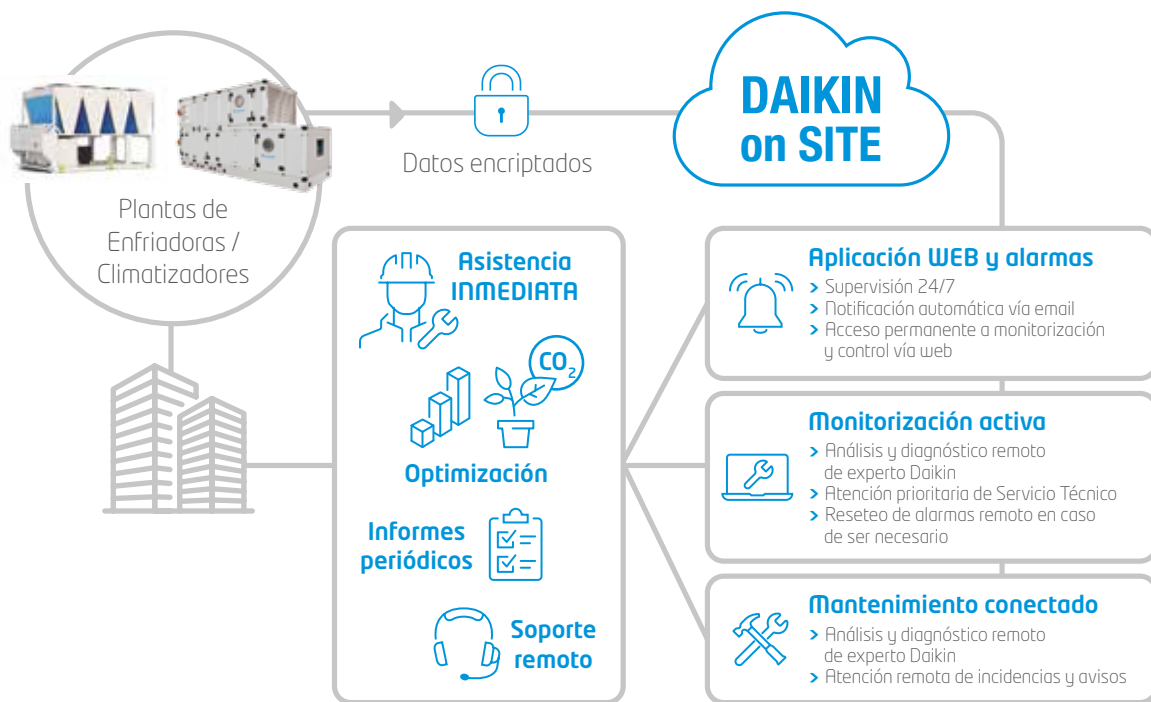 DAIKIN
on SITE
Datos encriptados
Plantas de
Enfriadoras /
Climatizadores
Asistencia
INMEDIATA
CO₂
Optimización
Informes
periódicos
Soporte
remoto
Aplicación WEB y alarmas
> Supervisión 24/7
> Notificación automática vía email
> Acceso permanente a monitorización
y control vía web
Monitorización activa
> Análisis y diagnóstico remoto
de experto Daikin
> Atención prioritaria de Servicio Técnico
> Reseteo de alarmas remoto en caso
de ser necesario
Mantenimiento conectado
> Análisis y diagnóstico remoto
de experto Daikin
> Atención remota de incidencias y avisos